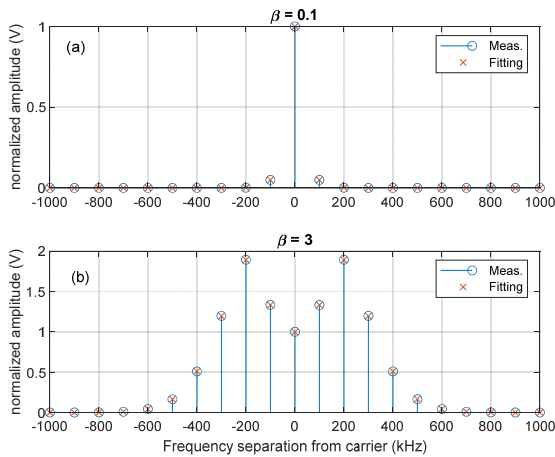 β = 0.1
(a)
Meas.
Fitting
normalized amplitude (V)
1
0.5
0
-1000 -800 -600 -400 -200 0 200 400 600 800 1000
β = 3
(b)
Meas.
Fitting
normalized amplitude (V)
2
1.5
1
0.5
0
-1000 -800 -600 -400 -200 0 200 400 600 800 1000
Frequency separation from carrier (kHz)